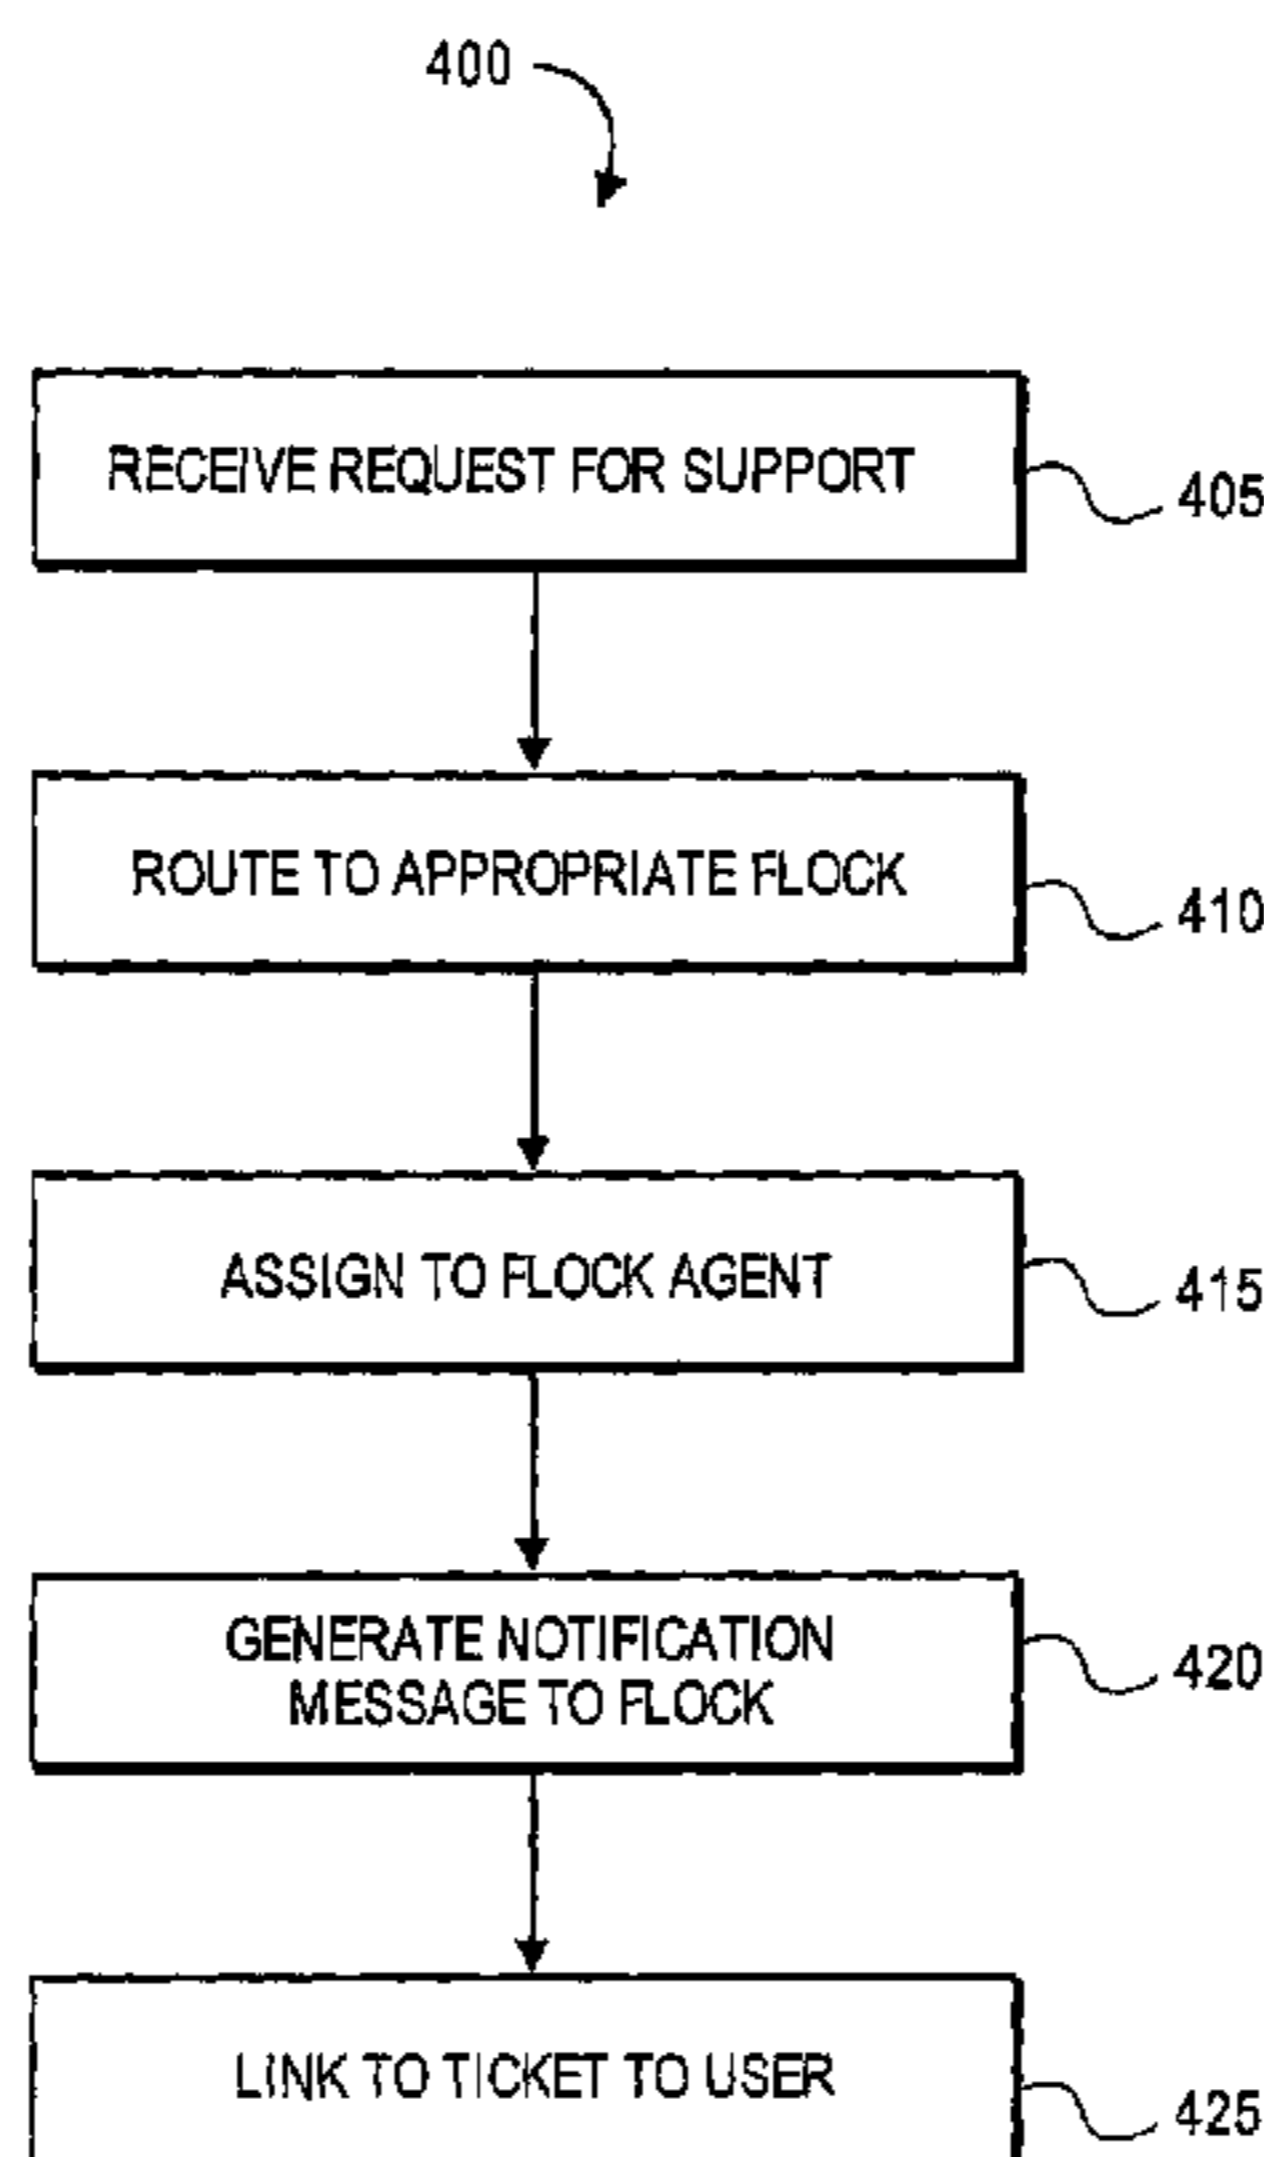 400
RECEIVE REQUEST FOR SUPPORT
405
ROUTE TO APPROPRIATE FLOCK
410
ASSIGN TO FLOCK AGENT
415
GENERATE NOTIFICATION
MESSAGE TO FLOCK
420
LINK TO TICKET TO USER
425